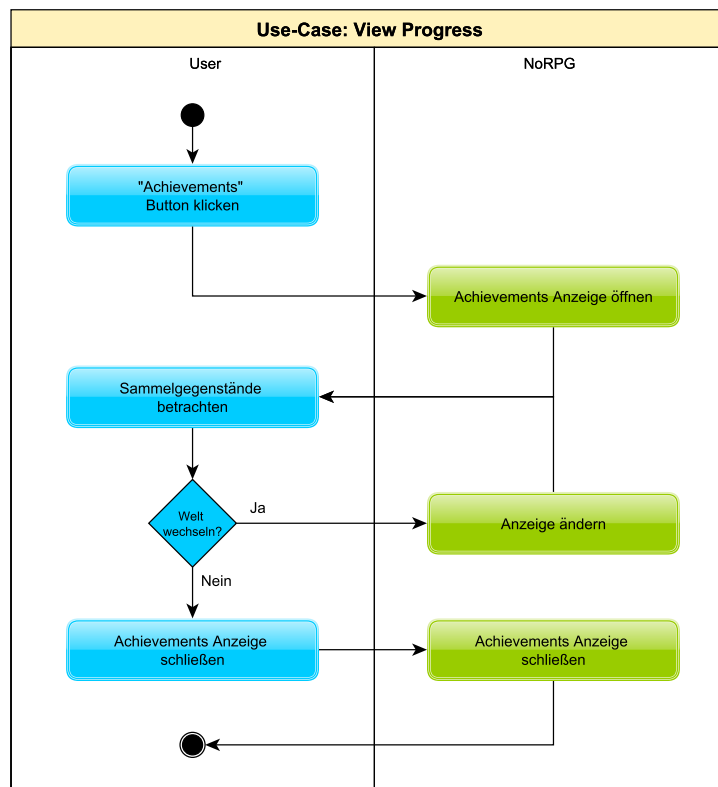 Use-Case: View Progress
User
NoRPG
"Achievements"
Button klicken
Achievements Anzeige öffnen
Sammelgegenstände
betrachten
Welt
wechseln?
Ja
Anzeige ändern
Nein
Achievements Anzeige
schließen
Achievements Anzeige
schließen